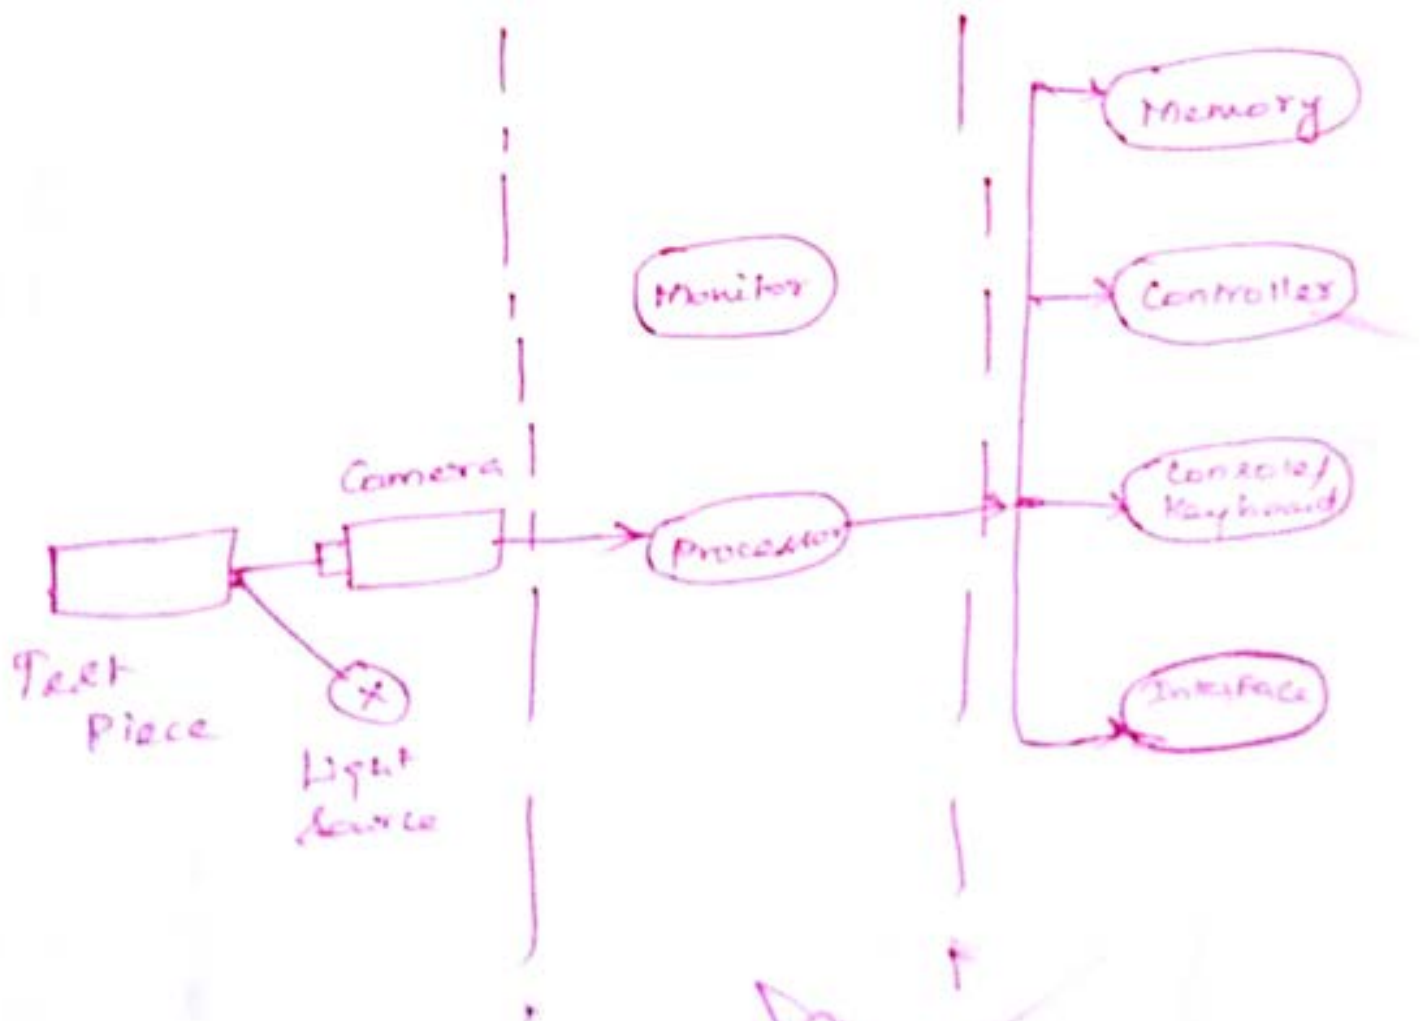 Memory
Monitor
Controller
Camera
Console/
Keyboard
Processor
Test
Piece
Interface
Light
Source